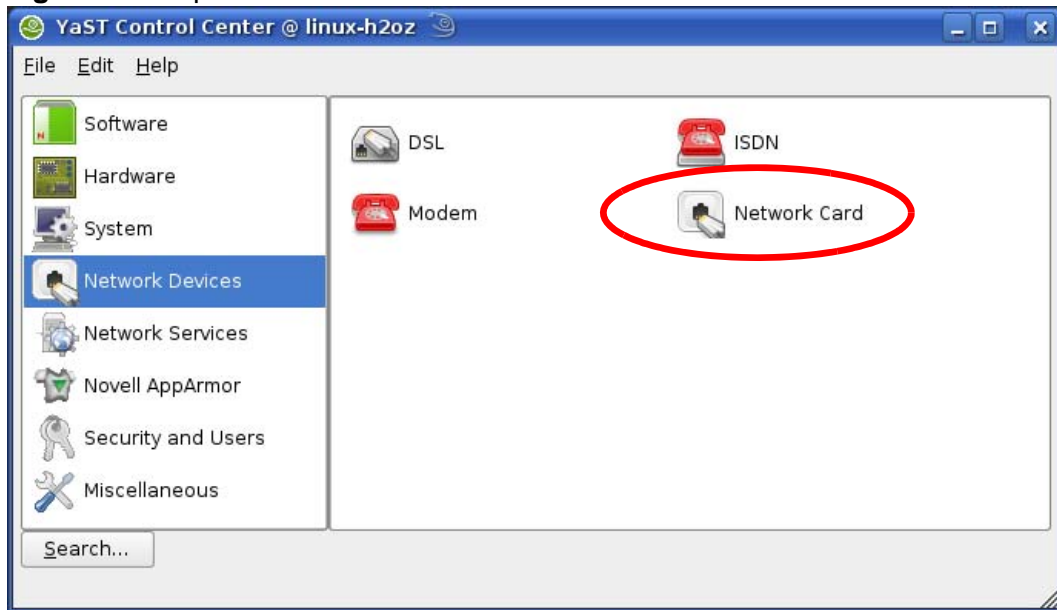 YaST Control Center @ linux-h2oz
File Edit Help
Software
Hardware
System
Network Devices
Network Services
Novell AppArmor
Security and Users
Miscellaneous
DSL
ISDN
Modem
Network Card
Search...